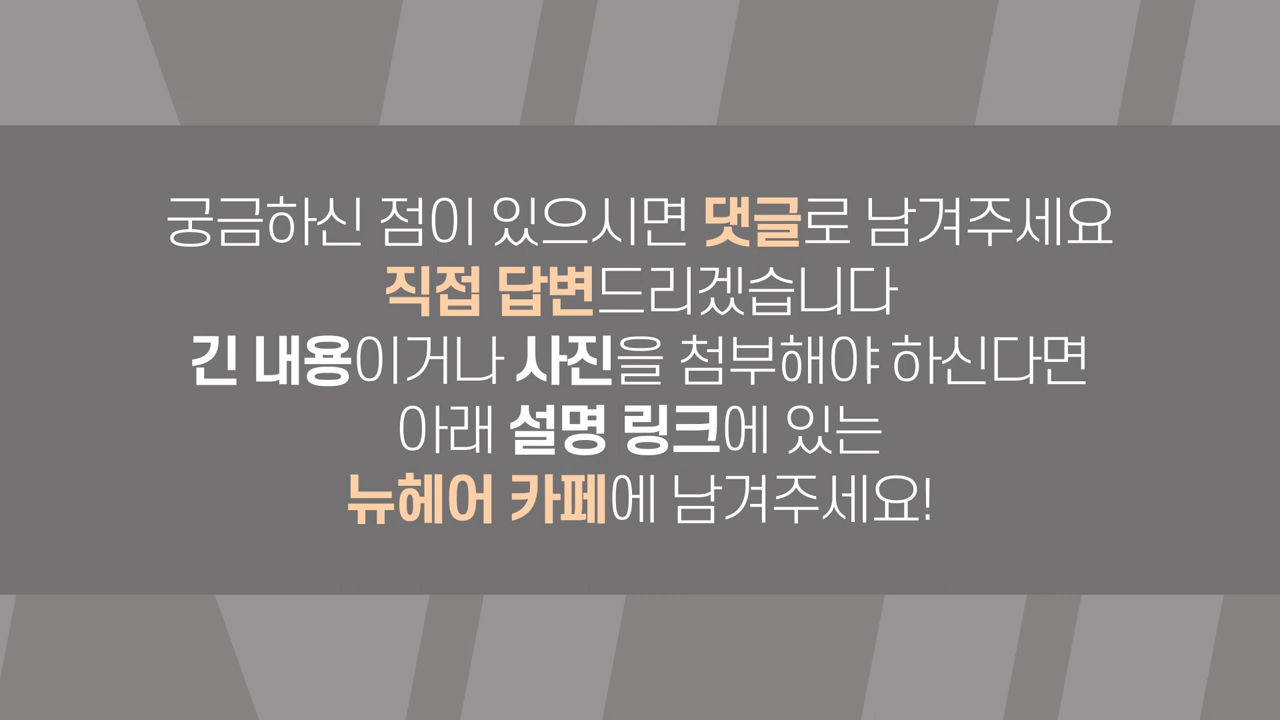 궁금하신 점이 있으시면 댓글로 남겨주세요
직접 답변드리겠습니다
긴 내용이거나 사진을 첨부해야 하신다면
아래 설명 링크에 있는
뉴헤어 카페에 남겨주세요!